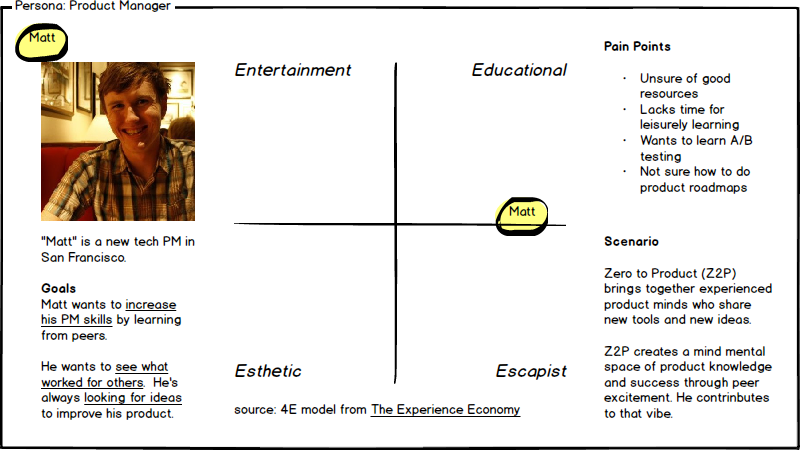 Persona: Product Manager
Matt
"Matt" is a new tech PM in
San Francisco.
Goals
Matt wants to increase
his PM skills by learning
from peers.
He wants to see what
worked for others. He's
always looking for ideas
to improve his product.
Entertainment
Educational
Matt
Esthetic
Escapist
source: 4E model from The Experience Economy
Pain Points
· Unsure of good
resources
· Lacks time for
leisurely learning
· Wants to learn A/B
testing
· Not sure how to do
product roadmaps
Scenario
Zero to Product (Z2P)
brings together experienced
product minds who share
new tools and new ideas.
Z2P creates a mind mental
space of product knowledge
and success through peer
excitement. He contrinbutes
to that vibe.